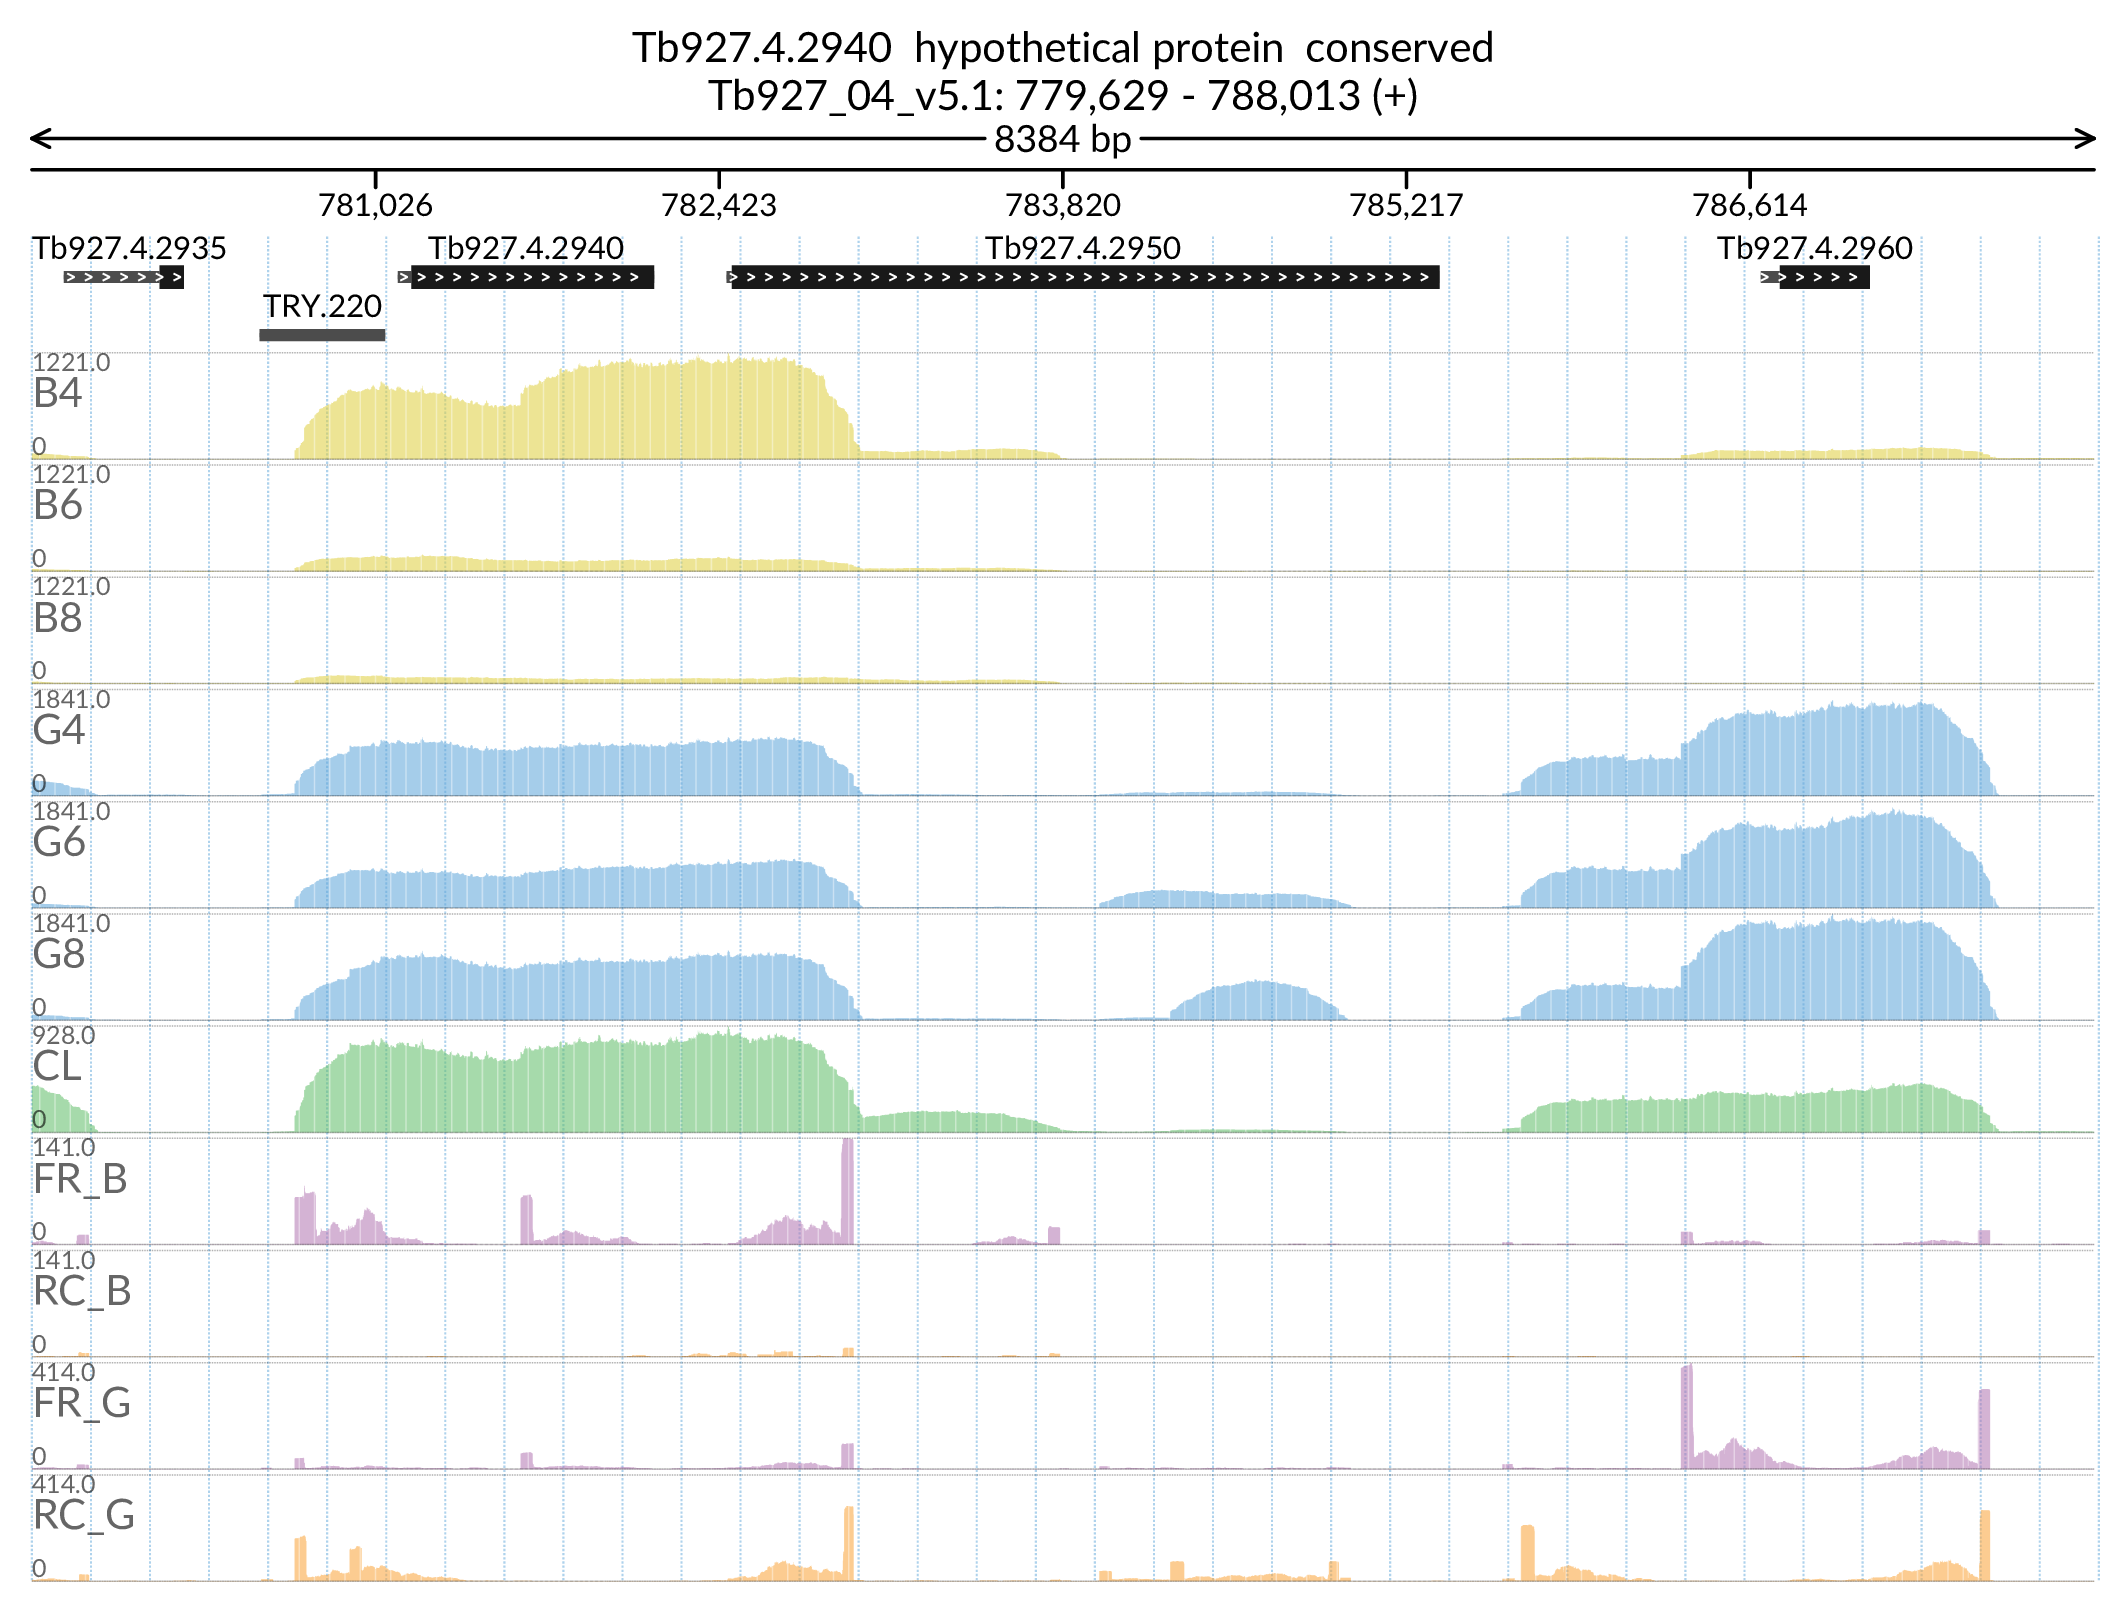 Tb927.4.2940 hypothetical protein conserved
Tb927_04_v5.1: 779,629 - 788,013 (+)
8384 bp
781,026 782,423 783,820 785,217 786,614
Tb927.4.2935 Tb927.4.2940 Tb927.4.2950 Tb927.4.2960
TRY.220
1221.0
B4
0
1221.0
B6
0
1221.0
B8
0
1841.0
G4
0
1841.0
G6
0
1841.0
G8
0
928.0
CL
0
141.0
FR_B
0
141.0
RC_B
0
414.0
FR_G
0
414.0
RC_G
0